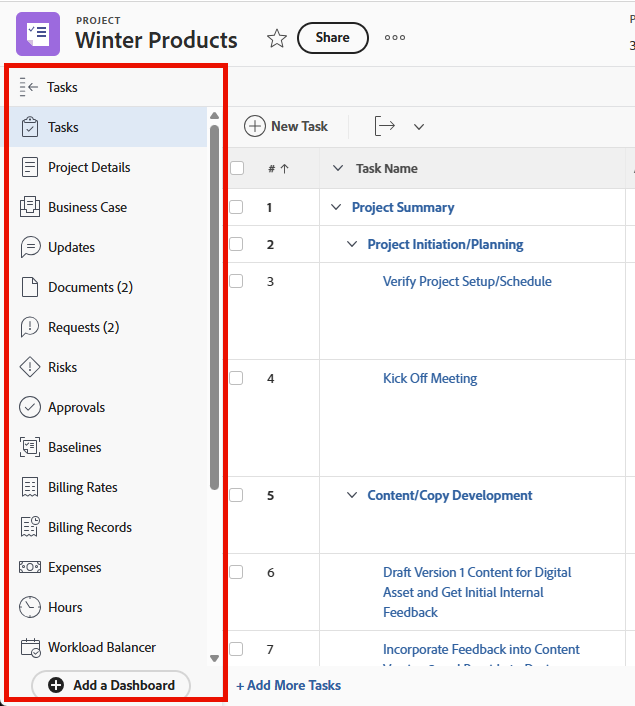 PROJECT
Winter Products
Share
P
3
Tasks
Tasks
Project Details
Business Case
Updates
Documents (2)
Requests (2)
Risks
Approvals
Baselines
Billing Rates
Billing Records
Expenses
Hours
Workload Balancer
Add a Dashboard
New Task
# Task Name
1 Project Summary
2 Project Initiation/Planning
3 Verify Project Setup/Schedule
4 Kick Off Meeting
5 Content/Copy Development
6 Draft Version 1 Content for Digital
Asset and Get Initial Internal
Feedback
7 Incorporate Feedback into Content
+ Add More Tasks